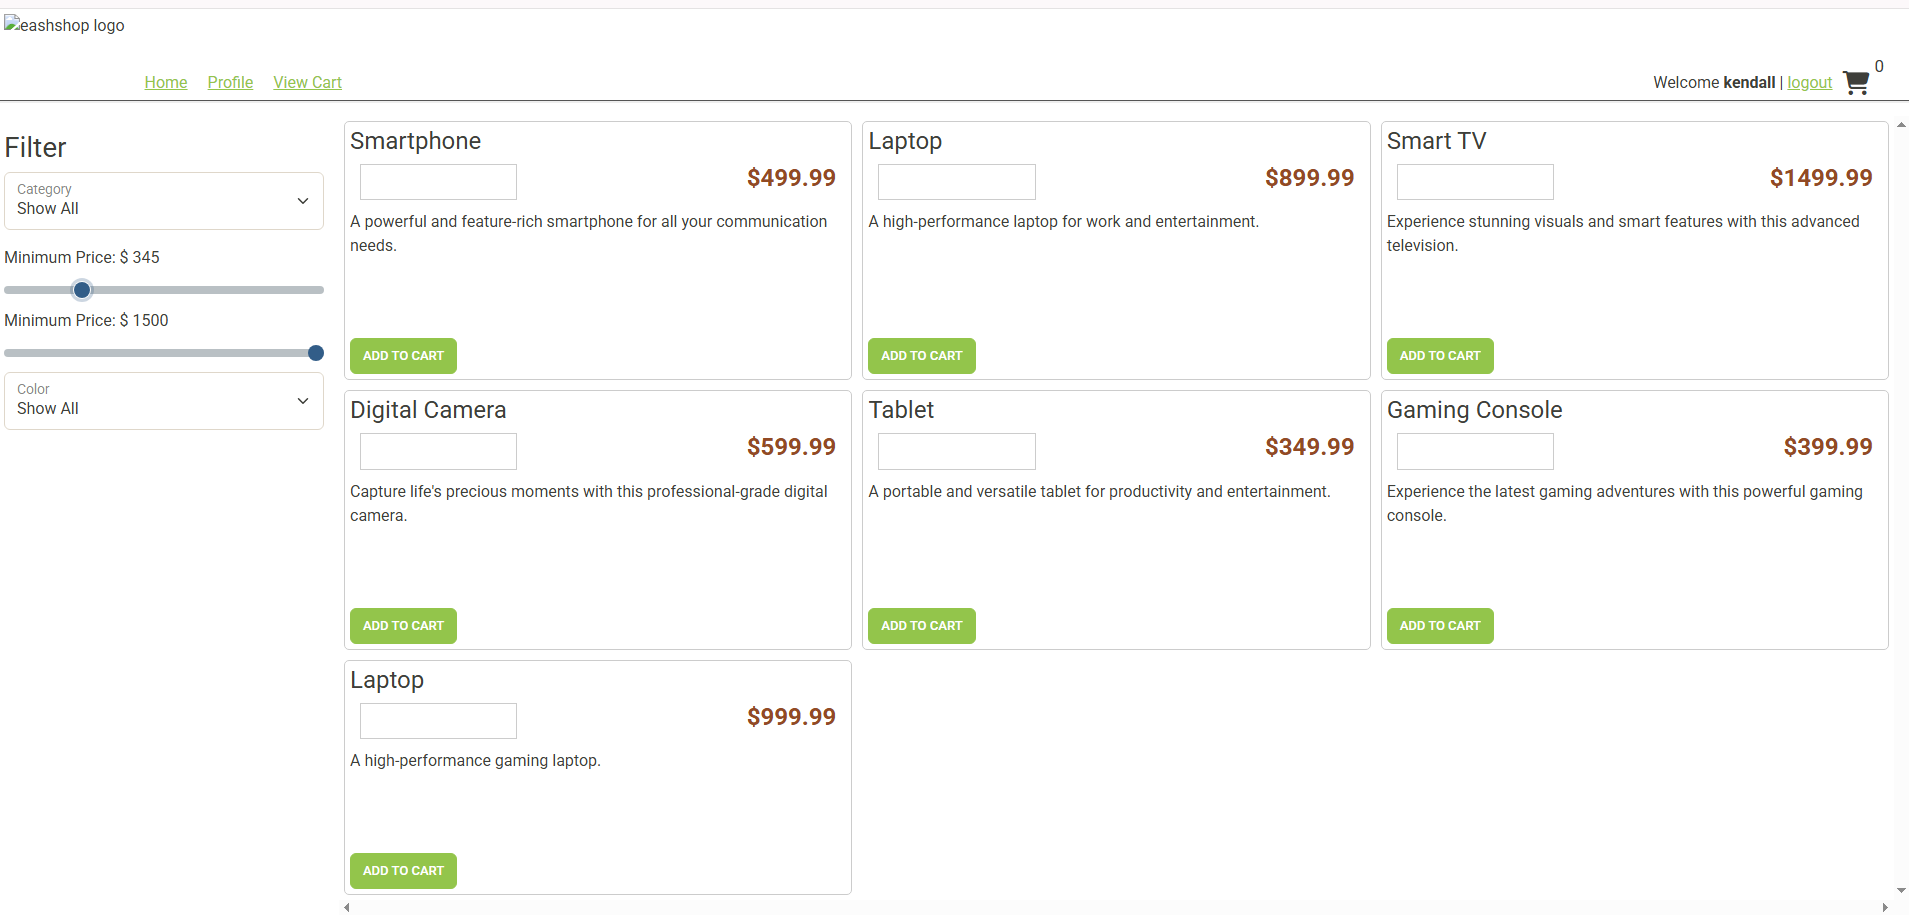 eashshop logo
Home Profile View Cart
Welcome kendall | logout 0
Filter
Category
Show All
Minimum Price: $ 345
Minimum Price: $ 1500
Color
Show All
Smartphone
$499.99
A powerful and feature-rich smartphone for all your communication
needs.
ADD TO CART
Laptop
$899.99
A high-performance laptop for work and entertainment.
ADD TO CART
Smart TV
$1499.99
Experience stunning visuals and smart features with this advanced
television.
ADD TO CART
Digital Camera
$599.99
Capture life's precious moments with this professional-grade digital
camera.
ADD TO CART
Tablet
$349.99
A portable and versatile tablet for productivity and entertainment.
ADD TO CART
Gaming Console
$399.99
Experience the latest gaming adventures with this powerful gaming
console.
ADD TO CART
Laptop
$999.99
A high-performance gaming laptop.
ADD TO CART